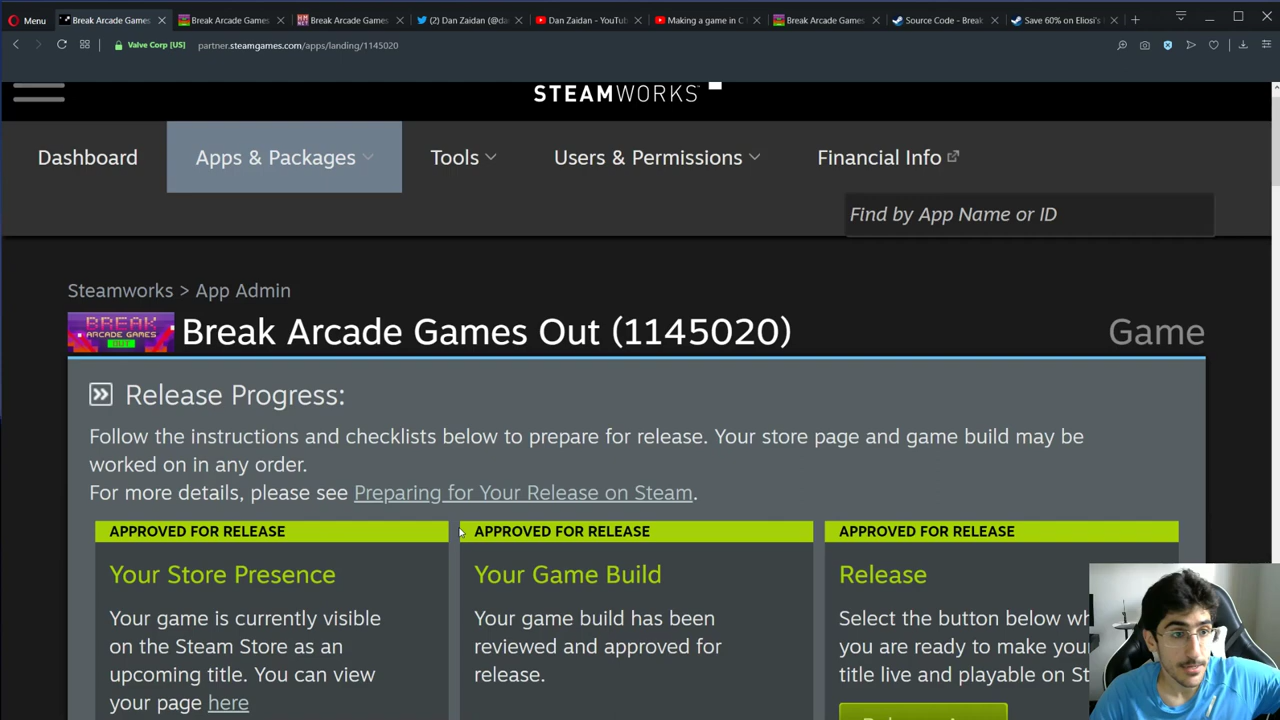 Menu
Break Arcade Games
Break Arcade Games
Break Arcade Games
(2) Dan Zaidan (@da
Dan Zaidan - YouTub
Making a game in C
Break Arcade Games
Source Code - Break
Save 60% on Eliosi's
Valve Corp [US]
partner.steamgames.com/apps/landing/1145020
STEAMWORKS
Dashboard
Apps & Packages
Tools
Users & Permissions
Financial Info
Find by App Name or ID
Steamworks > App Admin
BREAK
ARCADE GAMES
OUT
Break Arcade Games Out (1145020)
Game
Release Progress:
Follow the instructions and checklists below to prepare for release. Your store page and game build may be
worked on in any order.
For more details, please see Preparing for Your Release on Steam.
APPROVED FOR RELEASE
Your Store Presence
Your game is currently visible
on the Steam Store as an
upcoming title. You can view
your page here
APPROVED FOR RELEASE
Your Game Build
Your game build has been
reviewed and approved for
release.
APPROVED FOR RELEASE
Release
Select the button below wh
you are ready to make your
title live and playable on St